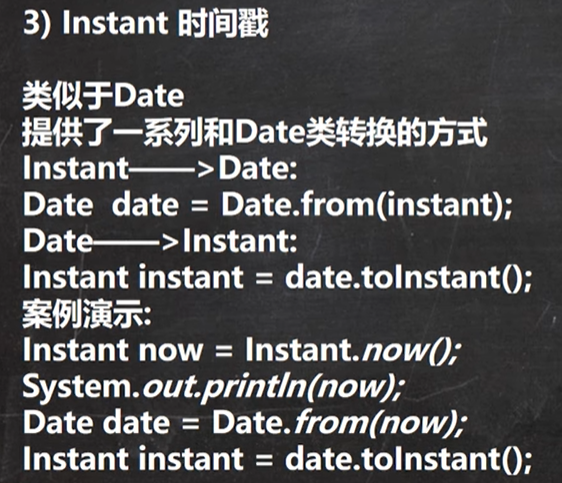 3) Instant 时间戳
类似于Date
提供了一系列和Date类转换的方式
Instant——>Date:
Date  date = Date.from(instant);
Date——>Instant:
Instant instant = date.toInstant();
案例演示:
Instant now = Instant.now();
System.out.println(now);
Date date = Date.from(now);
Instant instant = date.toInstant();